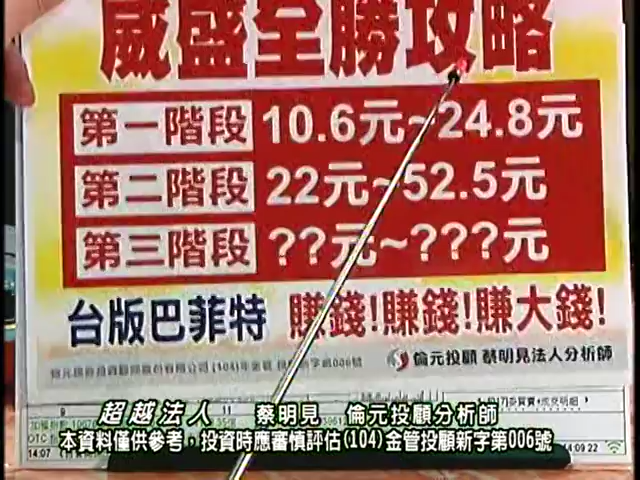 威盛全勝攻略
第一階段 10.6元~24.8元
第二階段 22元~52.5元
第三階段 ??元~???元
台版巴菲特 賺錢!賺錢!賺大錢!
倫元投顧 蔡明見法人分析師
超越法人 蔡明見 倫元投顧分析師
本資料僅供參考，投資時應審慎評估(104)金管投顧新字第006號
14:07
14:09:22